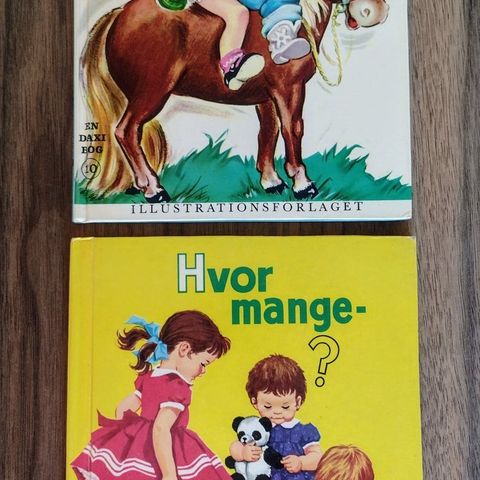 EN
DAXI
BOG
10
ILLUSTRATIONSFORLAGET
Hvor
mange-
?